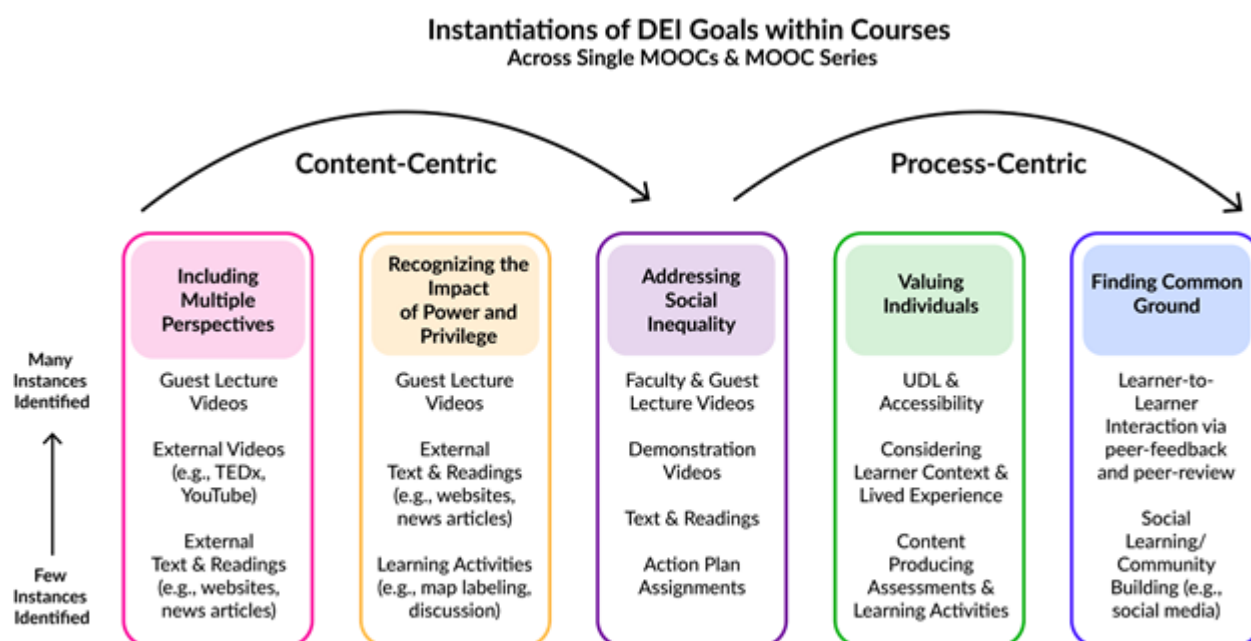 Instantiations of DEI Goals within Courses
Across Single MOOCs & MOOC Series
Content-Centric
Process-Centric
Including
Multiple
Perspectives
Guest Lecture
Videos
External Videos
(e.g., TEDx,
YouTube)
External
Text & Readings
(e.g., websites,
news articles)
Recognizing the
Impact
of Power and
Privilege
Guest Lecture
Videos
External
Text & Readings
(e.g., websites,
news articles)
Learning Activities
(e.g., map labeling,
discussion)
Addressing
Social
Inequality
Faculty & Guest
Lecture Videos
Demonstration
Videos
Text & Readings
Action Plan
Assignments
Valuing
Individuals
UDL &
Accessibility
Considering
Learner Context &
Lived Experience
Content
Producing
Assessments &
Learning Activities
Finding Common
Ground
Learner-to-
Learner
Interaction via
peer-feedback
and peer-review
Social
Learning/
Community
Building (e.g.,
social media)
Many
Instances
Identified
Few
Instances
Identified